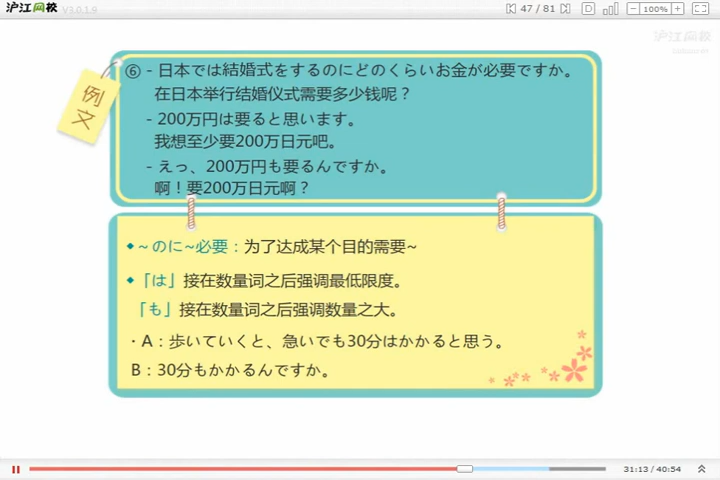 沪江网校 V3.0.1.9
47 / 81
D
100%
沪江网校
例文
⑥ - 日本では結婚式をするのにどのくらいお金が必要ですか。
在日本举行结婚仪式需要多少钱呢？
- 200万円は要ると思います。
我想至少要200万日元吧。
- えっ、200万円も要るんですか。
啊！要200万日元啊？
◆～のに~必要：为了达成某个目的需要~
◆「は」接在数量词之后强调最低限度。
「も」接在数量词之后强调数量之大。
・A：歩いていくと、急いでも30分はかかると思う。
B：30分もかかるんですか。
31:13 / 40:54